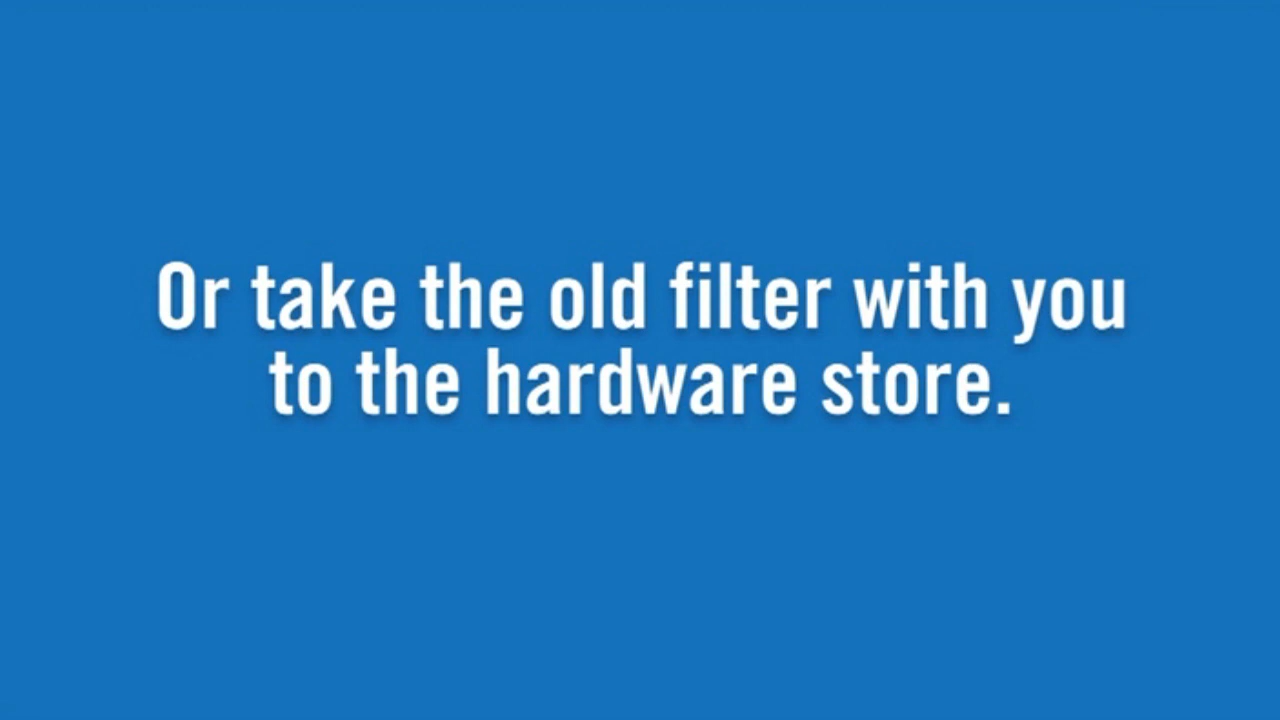 Or take the old filter with you
to the hardware store.